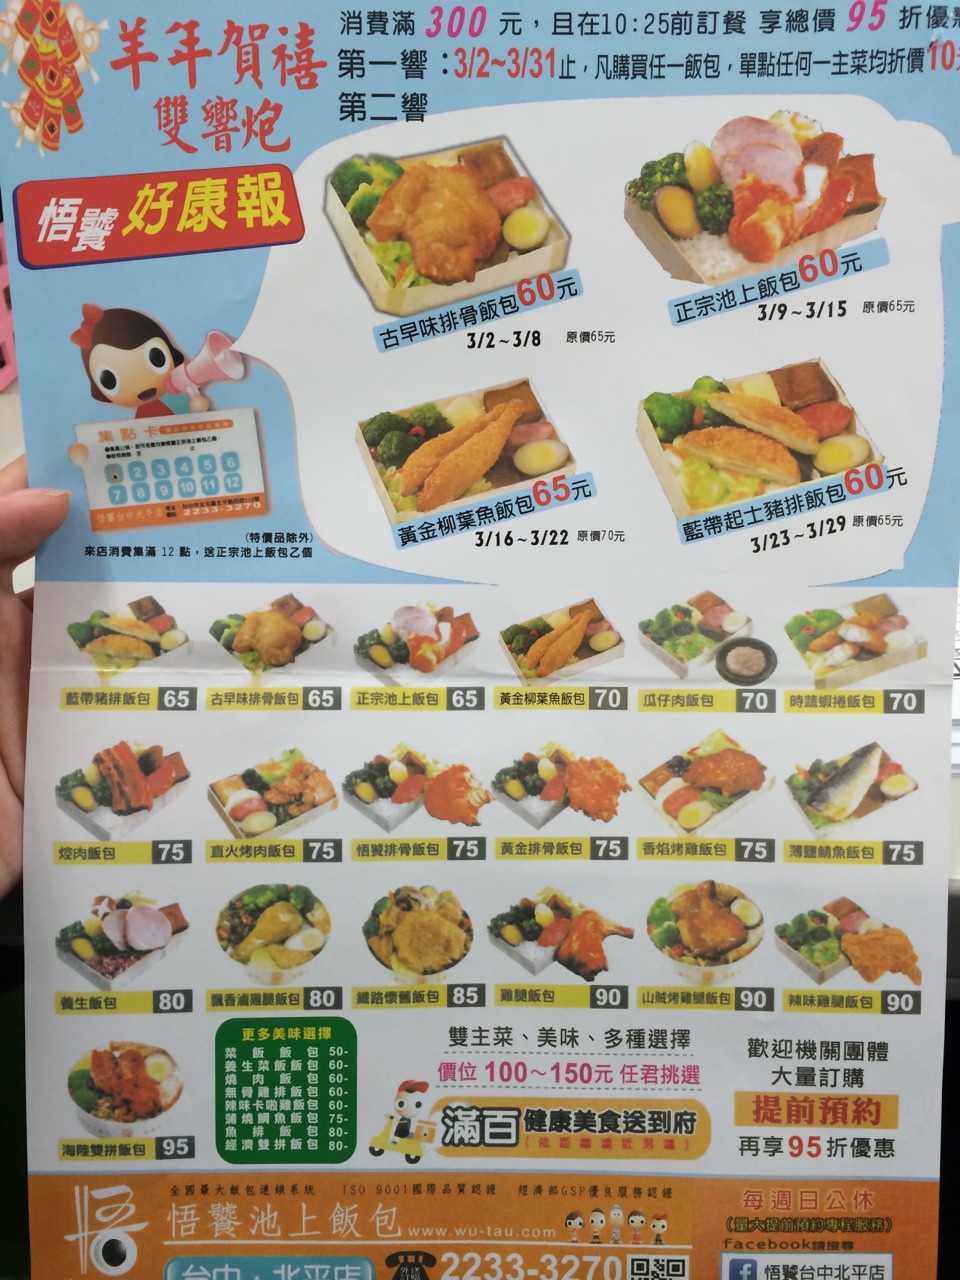 羊年賀禧
雙響炮
消費滿 300 元，且在10:25前訂餐 享總價 95 折優惠
第一響：3/2~3/31止，凡購買任一飯包，單點任何一主菜均折價10
第二響
悟饕 好康報
古早味排骨飯包60元
3/2~3/8 原價65元
正宗池上飯包60元
3/9~3/15 原價65元
黃金柳葉魚飯包65元
3/16~3/22 原價70元
藍帶起士豬排飯包60元
3/23~3/29 原價65元
集點卡
1 2 3 4 5 6
7 8 9 10 11 12
悟饕台中北平店
2233-3270
(特價品除外)
來店消費集滿 12 點，送正宗池上飯包乙個
藍帶豬排飯包 65
古早味排骨飯包 65
正宗池上飯包 65
黃金柳葉魚飯包 70
瓜仔肉飯包 70
時蔬蝦捲飯包 70
焢肉飯包 75
直火烤肉飯包 75
悟饕排骨飯包 75
黃金排骨飯包 75
香焰烤雞飯包 75
薄鹽鯖魚飯包 75
養生飯包 80
飄香滷雞腿飯包 80
鐵路懷舊飯包 85
雞腿飯包 90
山賊烤雞腿飯包 90
辣味雞腿飯包 90
海陸雙拼飯包 95
更多美味選擇
菜飯飯包 50-
養生菜飯飯包 60-
燒肉飯包 60-
無骨雞排飯包 60-
辣味卡啦雞飯包 60-
蒲燒鯛魚飯包 75-
魚排飯包 80-
經濟雙拼飯包 80-
雙主菜、美味、多種選擇
價位 100～150元 任君挑選
滿百 健康美食送到府
(依距離遠近另議)
歡迎機關團體
大量訂購
提前預約
再享95折優惠
全國最大飯包連鎖系統 ISO 9001國際品質認證 經濟部GSP優良服務認證
悟饕池上飯包 www.wu-tau.com
台中·北平店
外送 2233-3270
每週日公休
(量大提前預約專程服務)
facebook請搜尋
悟饕台中北平店